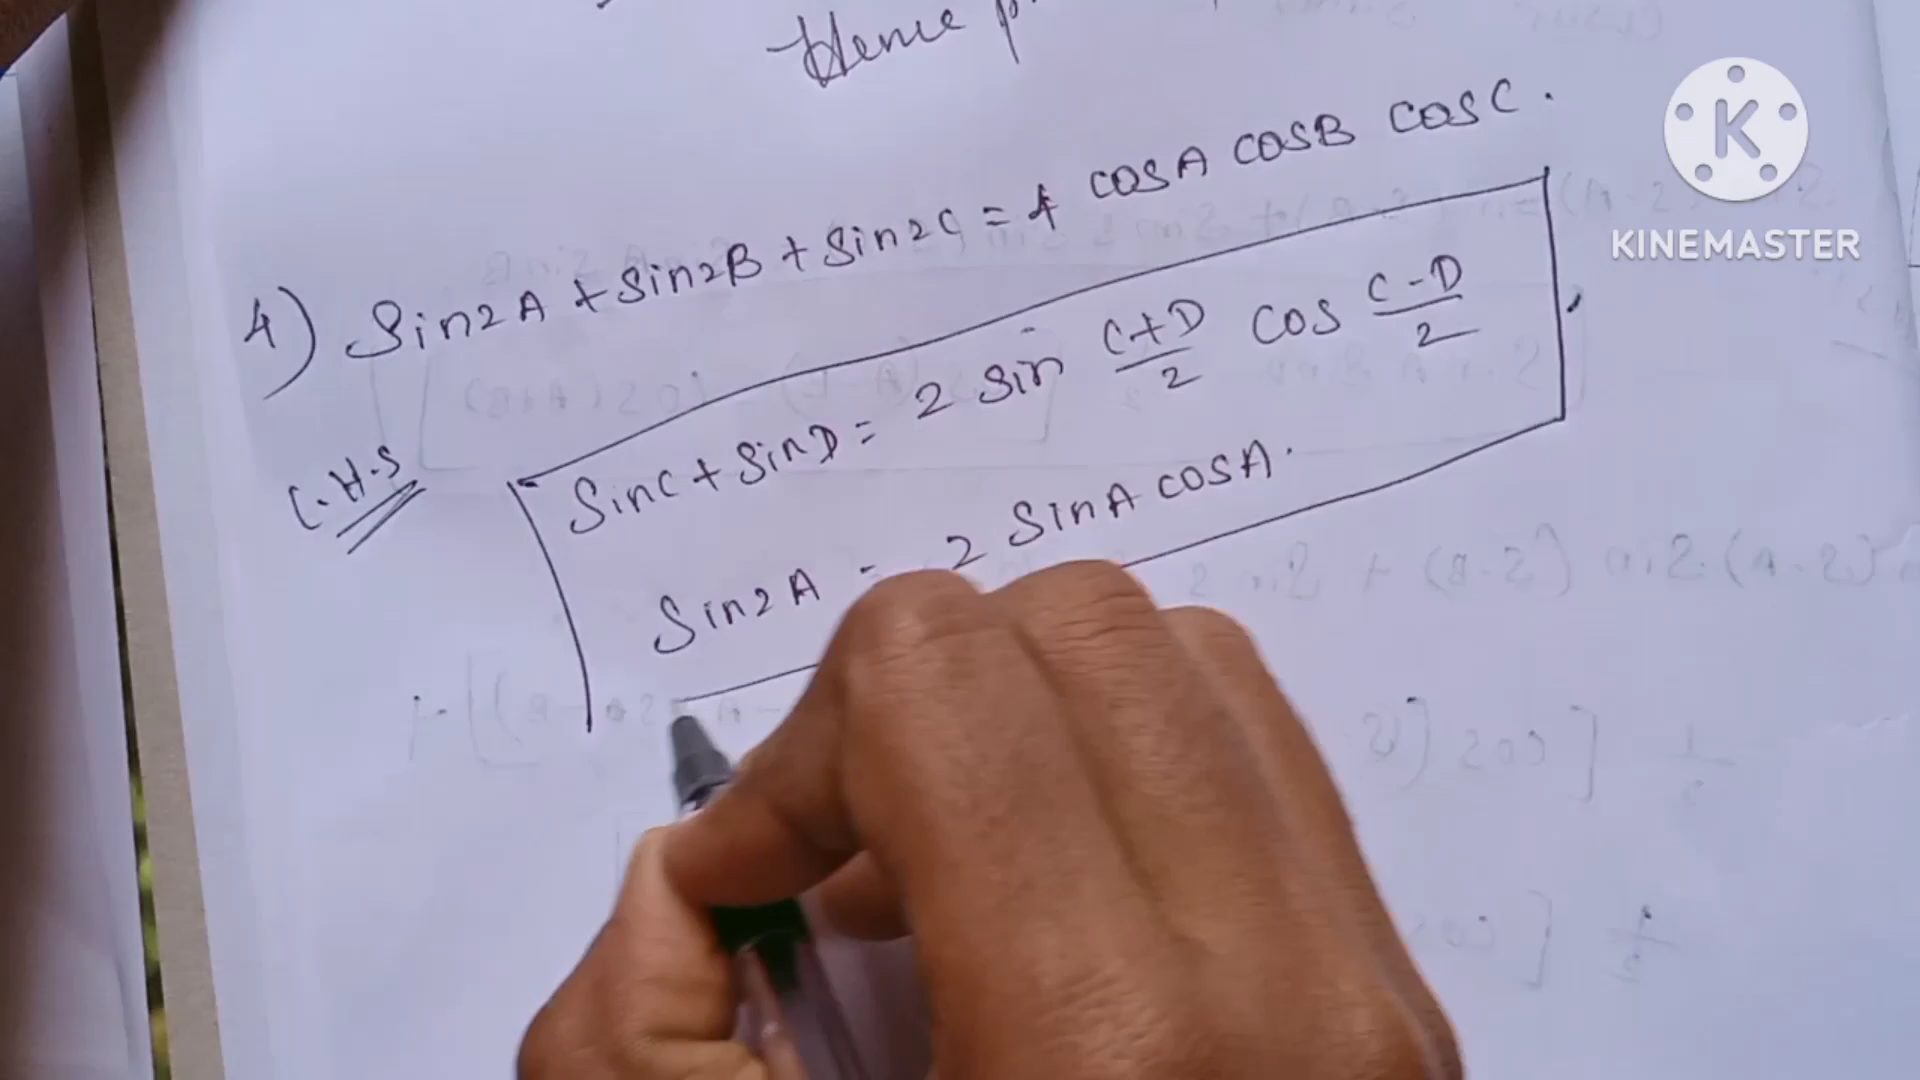 Hence
4) Sin2A + Sin2B + Sin2C = 4 cosA cosB cosC.
L.H.S
SinC + SinD = 2 Sin C+D/2 cos C-D/2
Sin2A = 2 SinA cosA.
KINEMASTER